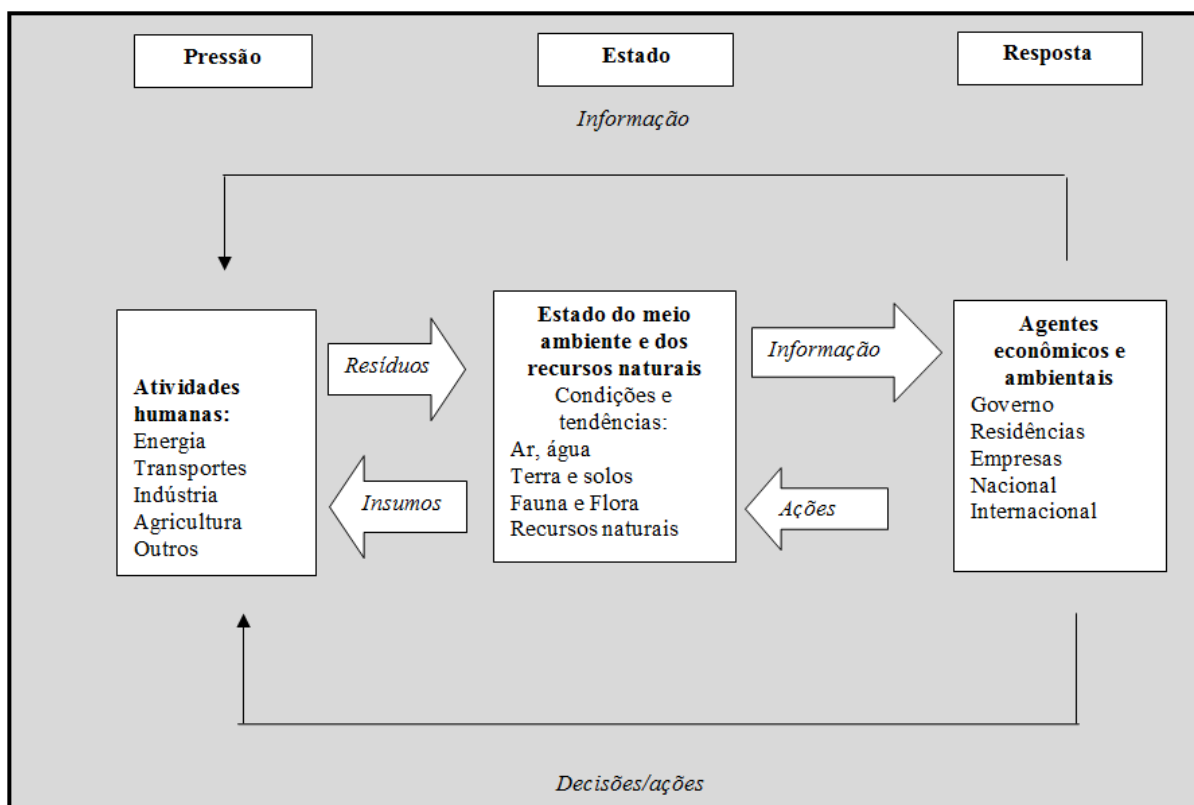 Pressão
Estado
Resposta
Informação
Atividades
humanas:
Energia
Transportes
Indústria
Agricultura
Outros
Resíduos
Insumos
Estado do meio
ambiente e dos
recursos naturais
Condições e
tendências:
Ar, água
Terra e solos
Fauna e Flora
Recursos naturais
Informação
Ações
Agentes
econômicos e
ambientais
Governo
Residências
Empresas
Nacional
Internacional
Decisões/ações